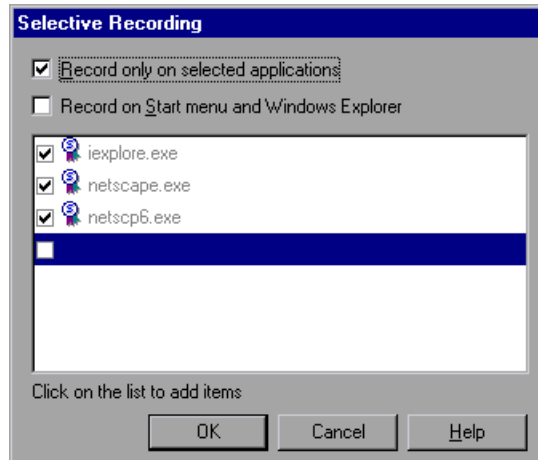 Selective Recording
Record only on selected applications
Record on Start menu and Windows Explorer
iexplore.exe
netscape.exe
netscp6.exe
Click on the list to add items
OK Cancel Help